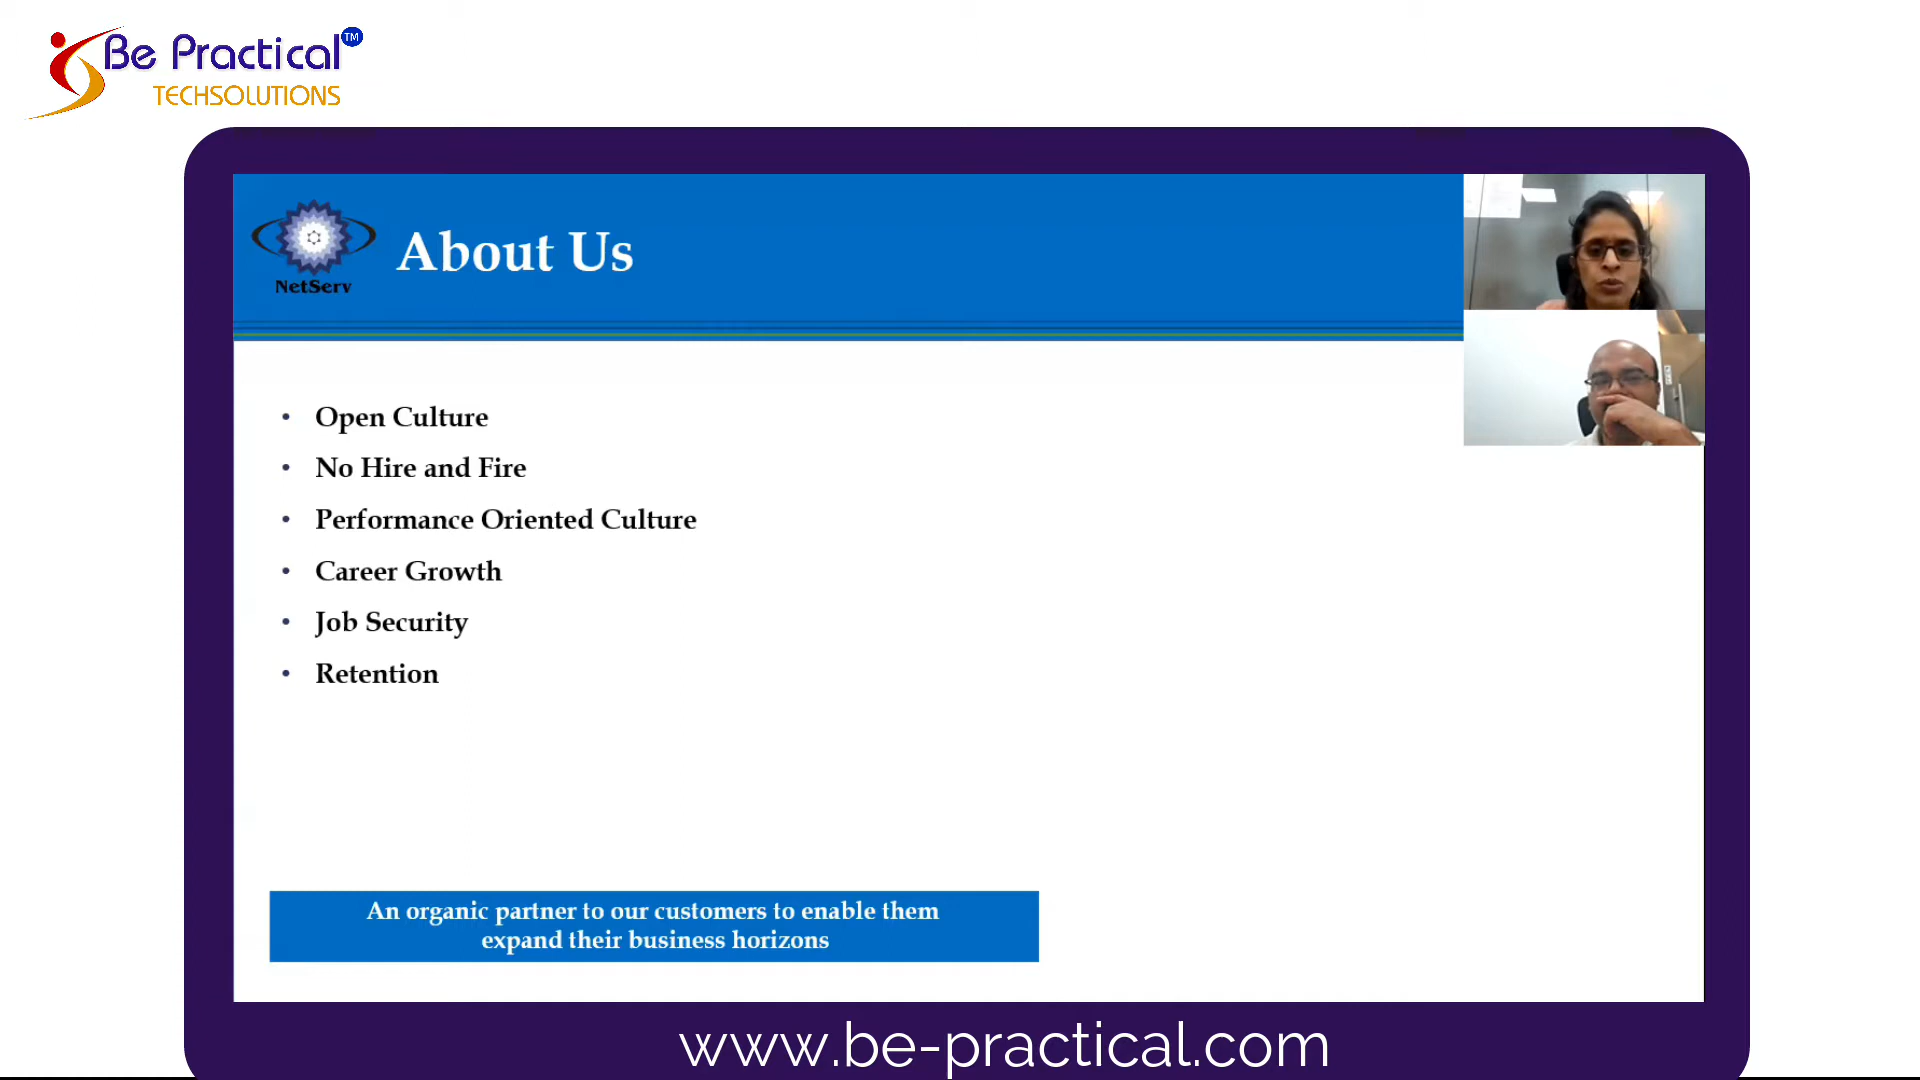 Be Practical TM
TECHSOLUTIONS
NetServ
About Us
• Open Culture
• No Hire and Fire
• Performance Oriented Culture
• Career Growth
• Job Security
• Retention
An organic partner to our customers to enable them
expand their business horizons
www.be-practical.com